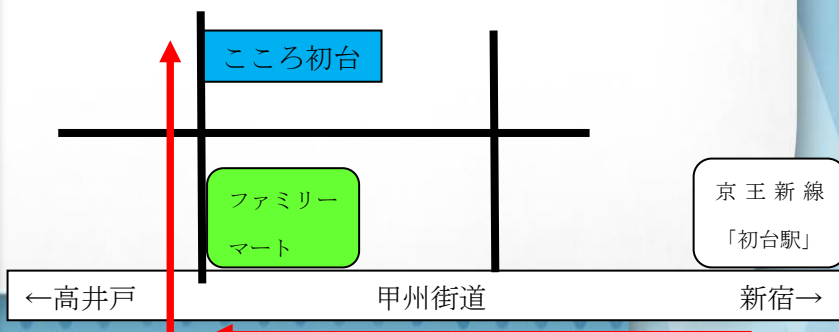 こころ初台
ファミリー
マート
京王新線
「初台駅」
←高井戸
甲州街道
新宿→